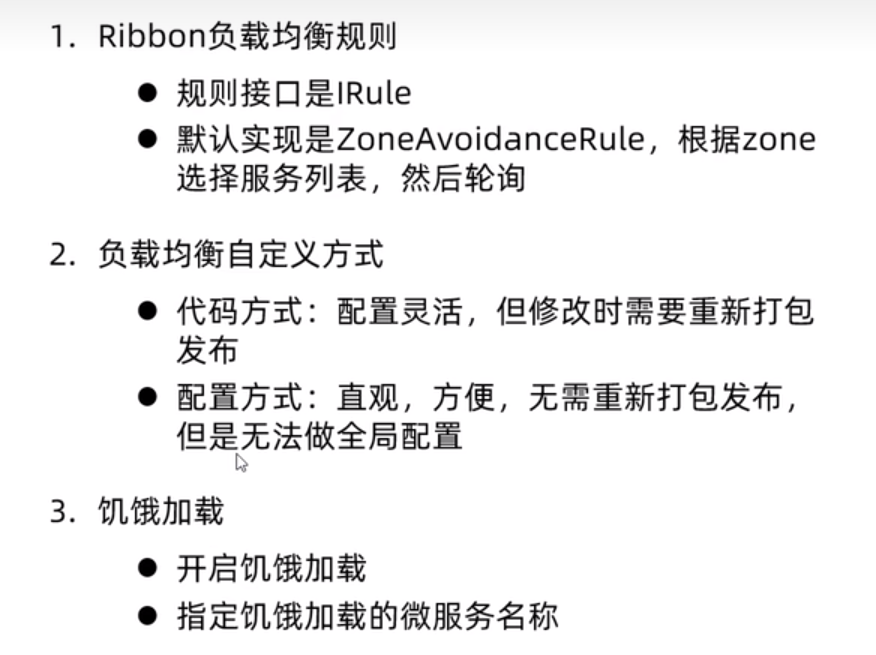 1. Ribbon负载均衡规则
● 规则接口是IRule
● 默认实现是ZoneAvoidanceRule，根据zone
选择服务列表，然后轮询
2. 负载均衡自定义方式
● 代码方式：配置灵活，但修改时需要重新打包
发布
● 配置方式：直观，方便，无需重新打包发布，
但是无法做全局配置
3. 饥饿加载
● 开启饥饿加载
● 指定饥饿加载的微服务名称